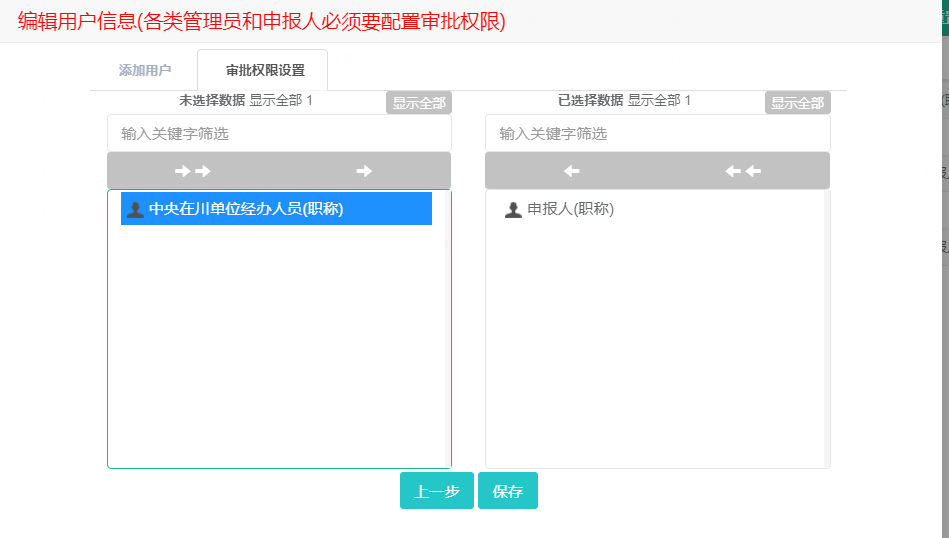 编辑用户信息(各类管理员和申报人必须要配置审批权限)
添加用户 审批权限设置
未选择数据 显示全部 1 显示全部
已选择数据 显示全部 1 显示全部
输入关键字筛选
输入关键字筛选
中央在川单位经办人员(职称)
申报人(职称)
上一步 保存